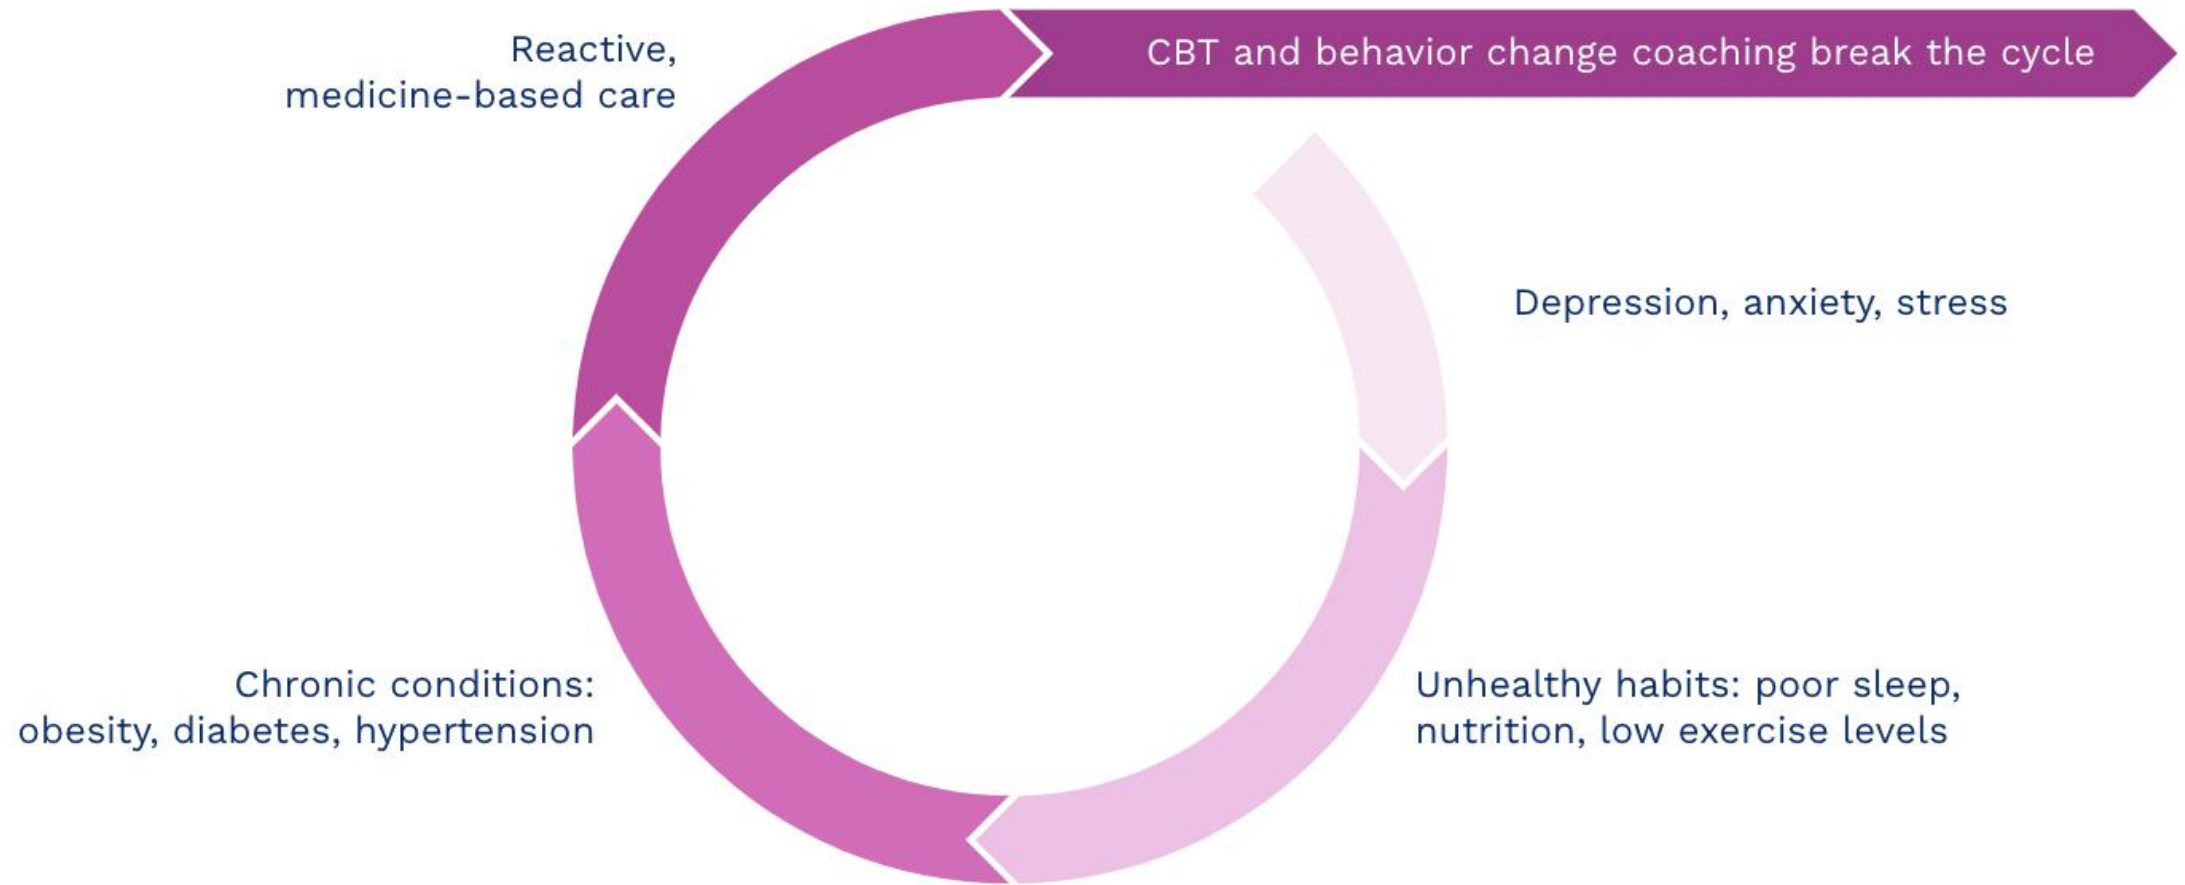 Reactive,
medicine-based care
CBT and behavior change coaching break the cycle
Depression, anxiety, stress
Unhealthy habits: poor sleep,
nutrition, low exercise levels
Chronic conditions:
obesity, diabetes, hypertension